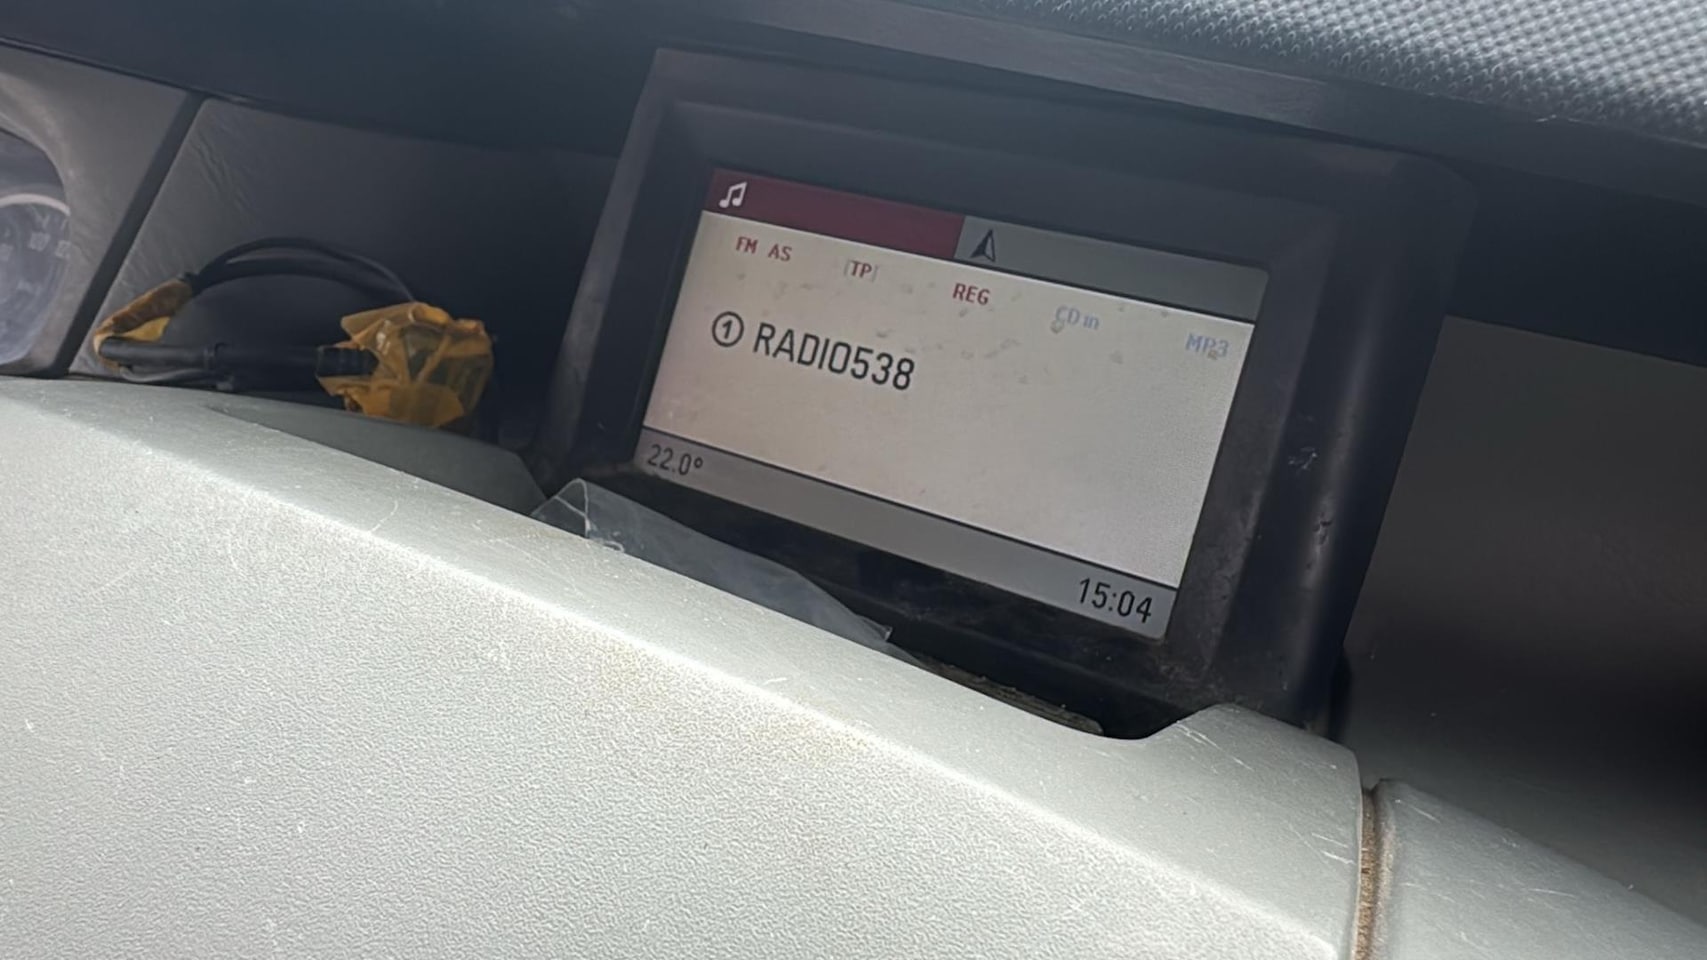 FM AS [TP] REG CD in MP3
① RADIO538
22.0° 15:04